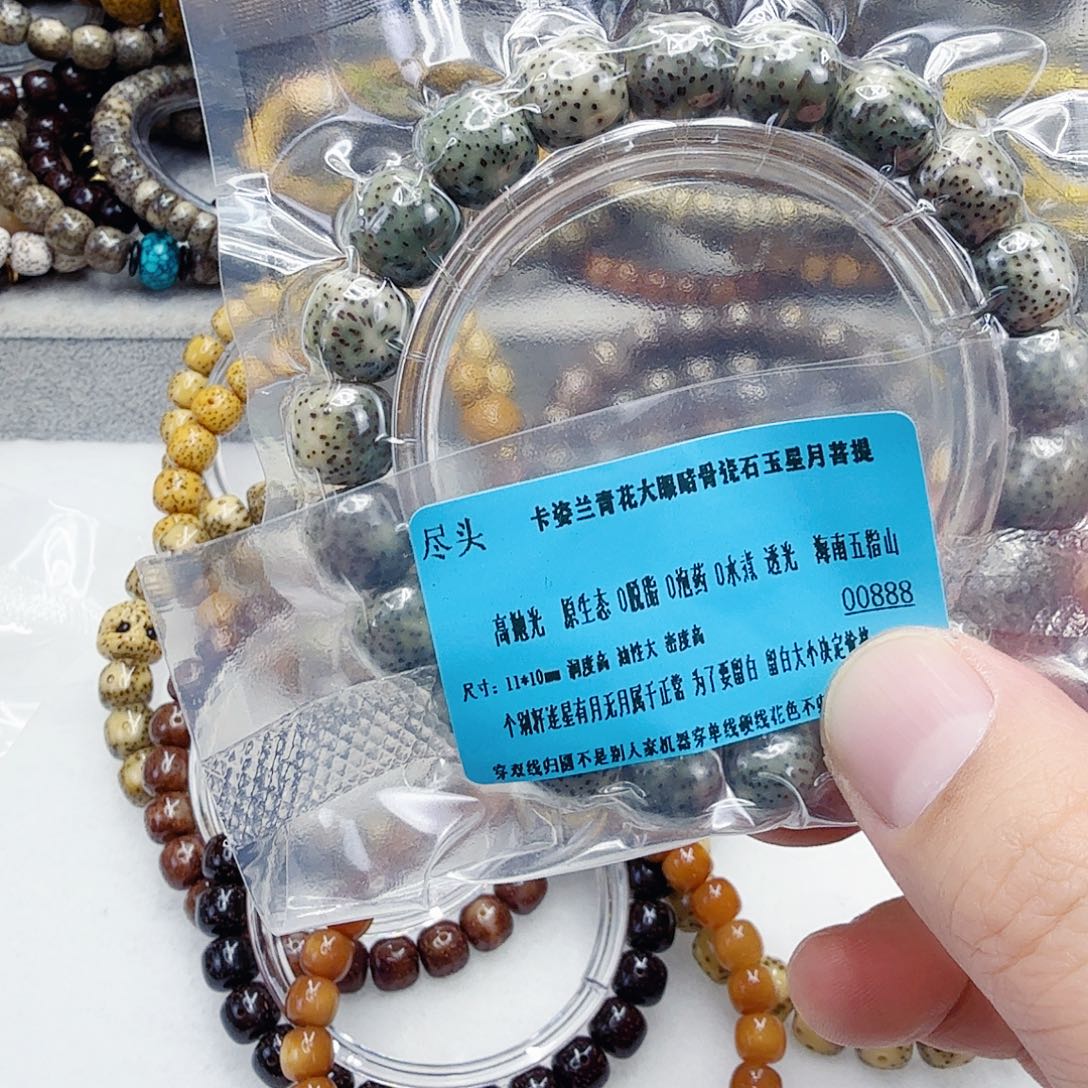 卡姿兰青花大眼暗骨瓷石玉星月菩提
尽头
高抛光 原生态 0脱脂 0泡药 0水煮 透光 海南五指山
00888
尺寸：11*10mm 润度高 油性大 密度高
个别籽连星有月无月属于正常 为了要留白 留白大小决定价格
穿双线归圆不是别人家机器穿单线硬线花色不